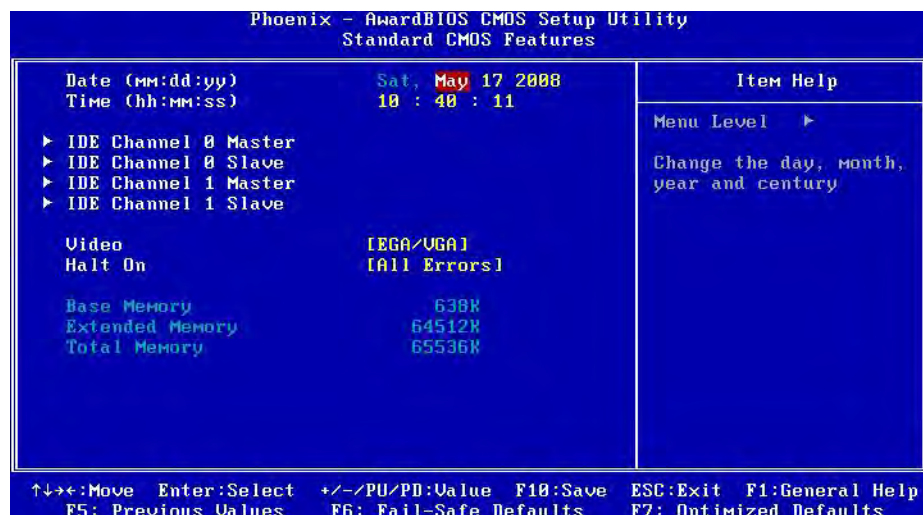 Phoenix - AwardBIOS CMOS Setup Utility
Standard CMOS Features
Date (mm:dd:yy) Sat, May 17 2008
Time (hh:mm:ss) 10 : 40 : 11
► IDE Channel 0 Master
► IDE Channel 0 Slave
► IDE Channel 1 Master
► IDE Channel 1 Slave
Video [EGA/VGA]
Halt On [All Errors]
Base Memory 638K
Extended Memory 64512K
Total Memory 65536K
Item Help
Menu Level ►
Change the day, month,
year and century
↑↓→←:Move Enter:Select +/-/PU/PD:Value F10:Save ESC:Exit F1:General Help
F5: Previous Values F6: Fail-Safe Defaults F7: Optimized Defaults